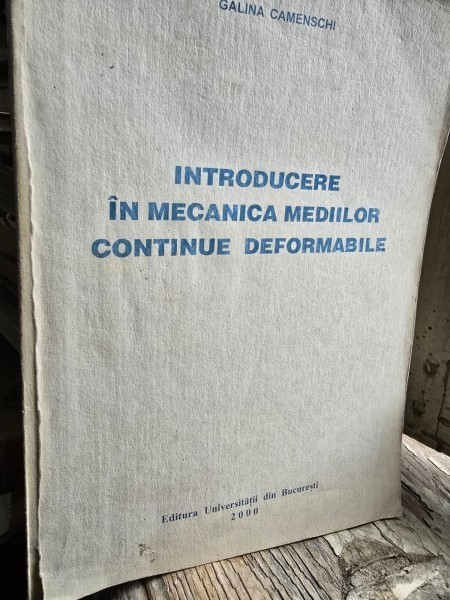 GALINA CAMENSCHI
INTRODUCERE
ÎN MECANICA MEDIILOR
CONTINUE DEFORMABILE
Editura Universității din București
2000